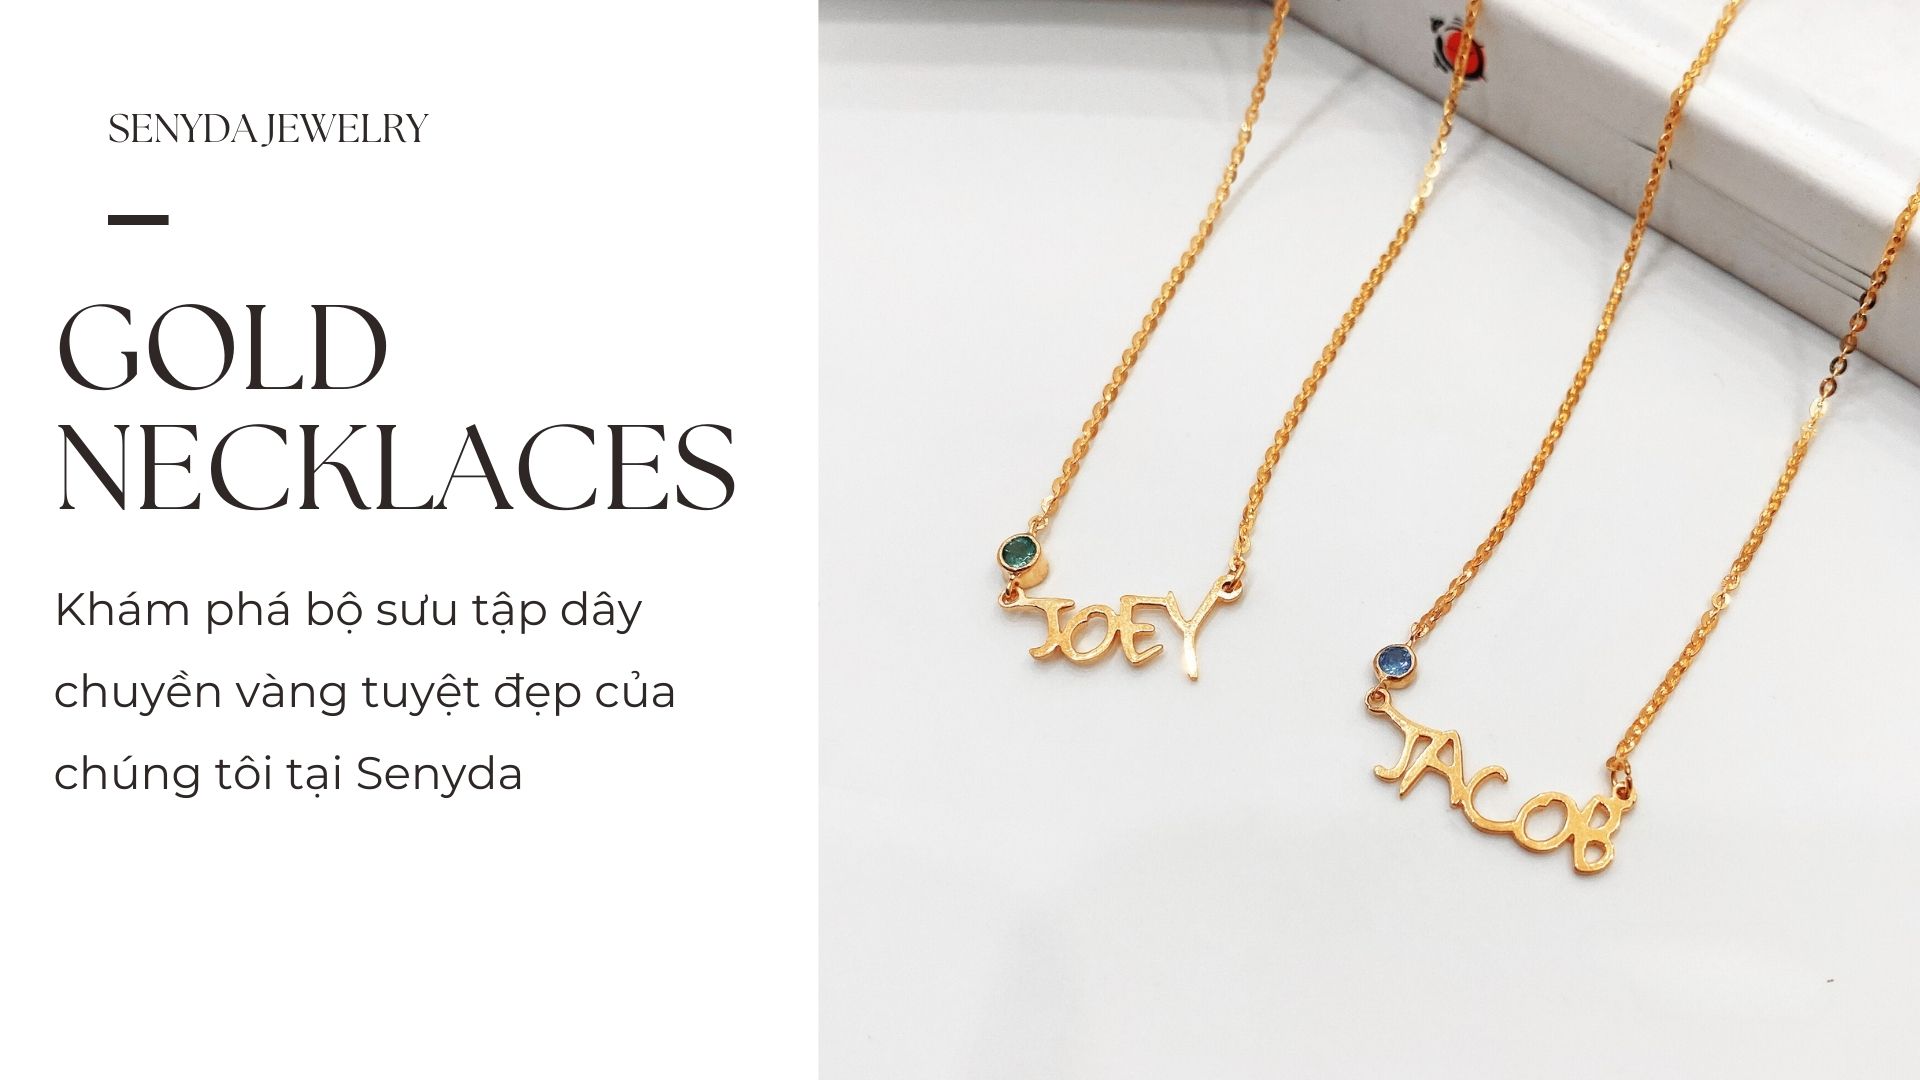 SENYDA JEWELRY
GOLD
NECKLACES
Khám phá bộ sưu tập dây
chuyền vàng tuyệt đẹp của
chúng tôi tại Senyda
JOEY
JACOB